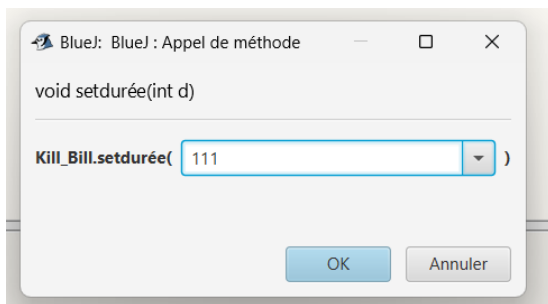 BlueJ: BlueJ : Appel de méthode
void setdurée(int d)
Kill_Bill.setdurée( 111 )
OK Annuler